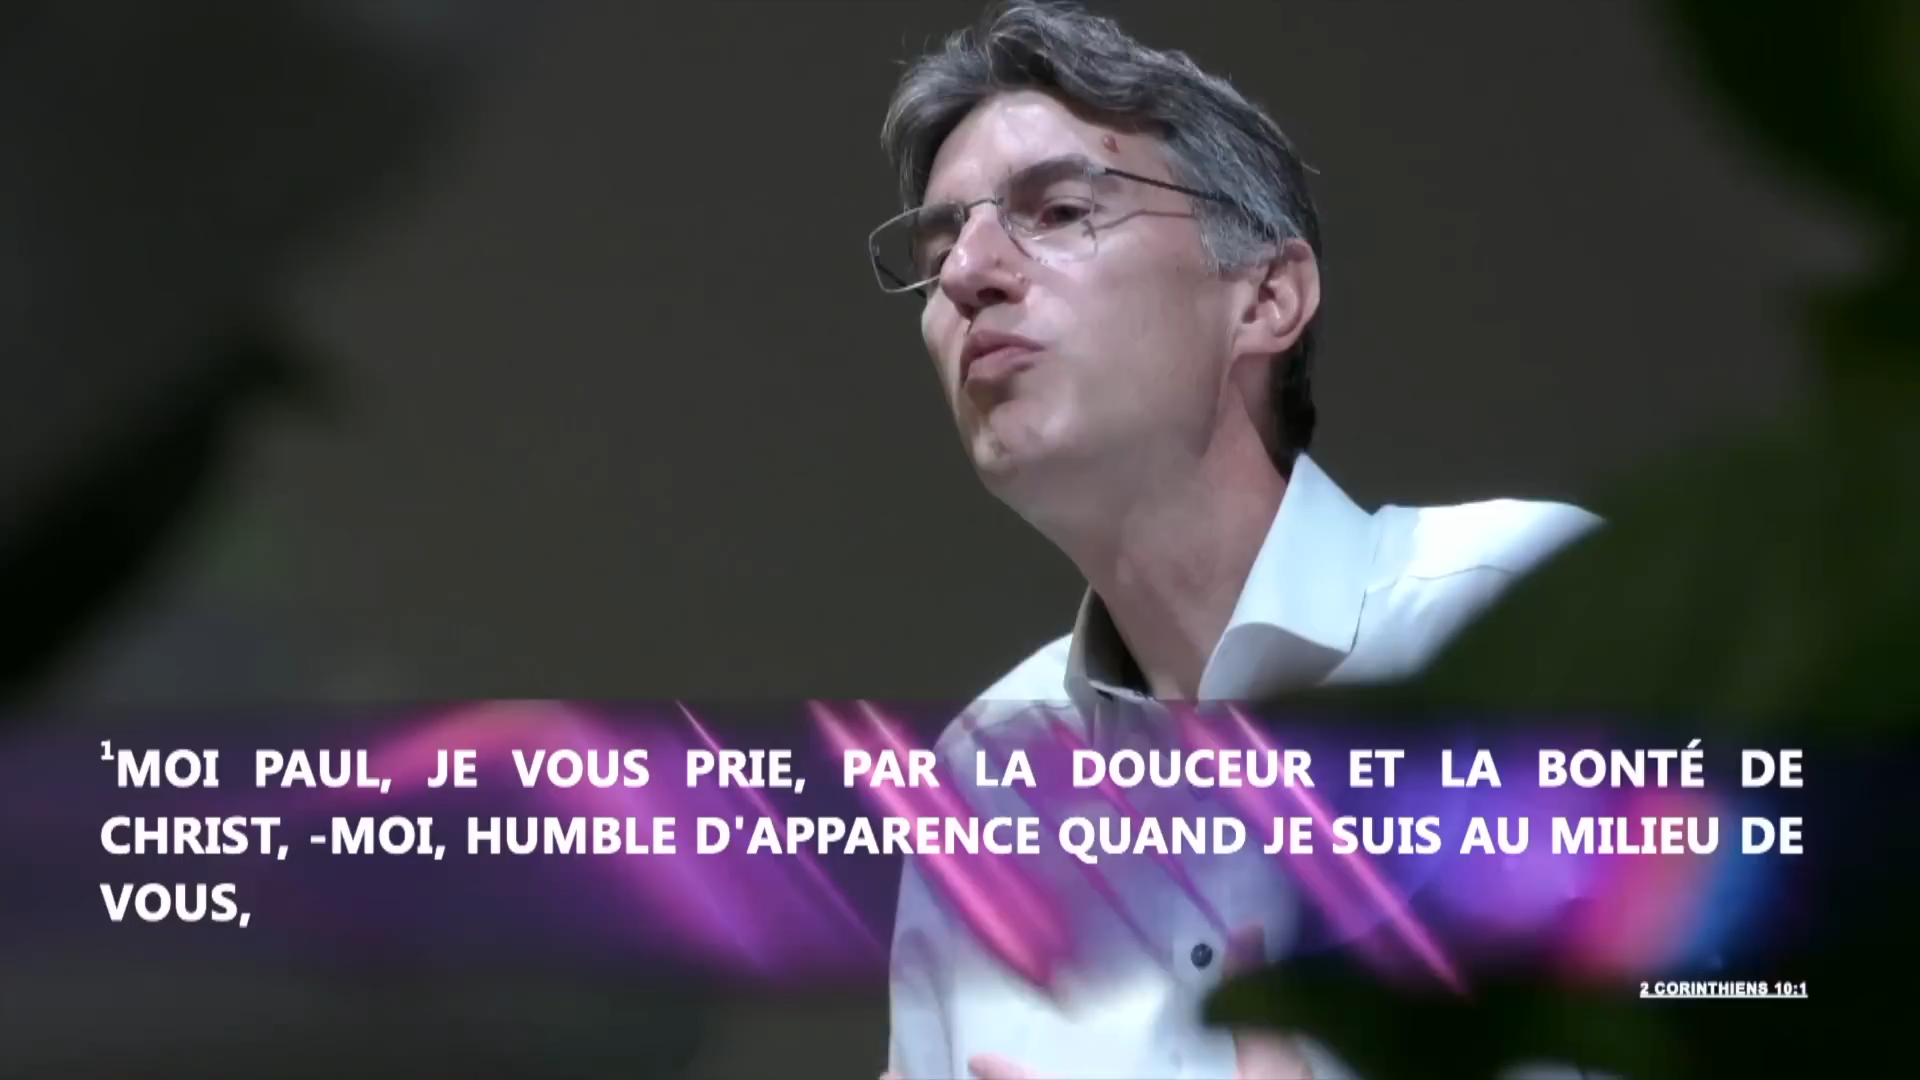 ¹MOI PAUL, JE VOUS PRIE, PAR LA DOUCEUR ET LA BONTÉ DE
CHRIST, -MOI, HUMBLE D'APPARENCE QUAND JE SUIS AU MILIEU DE
VOUS,
2 CORINTHIENS 10:1